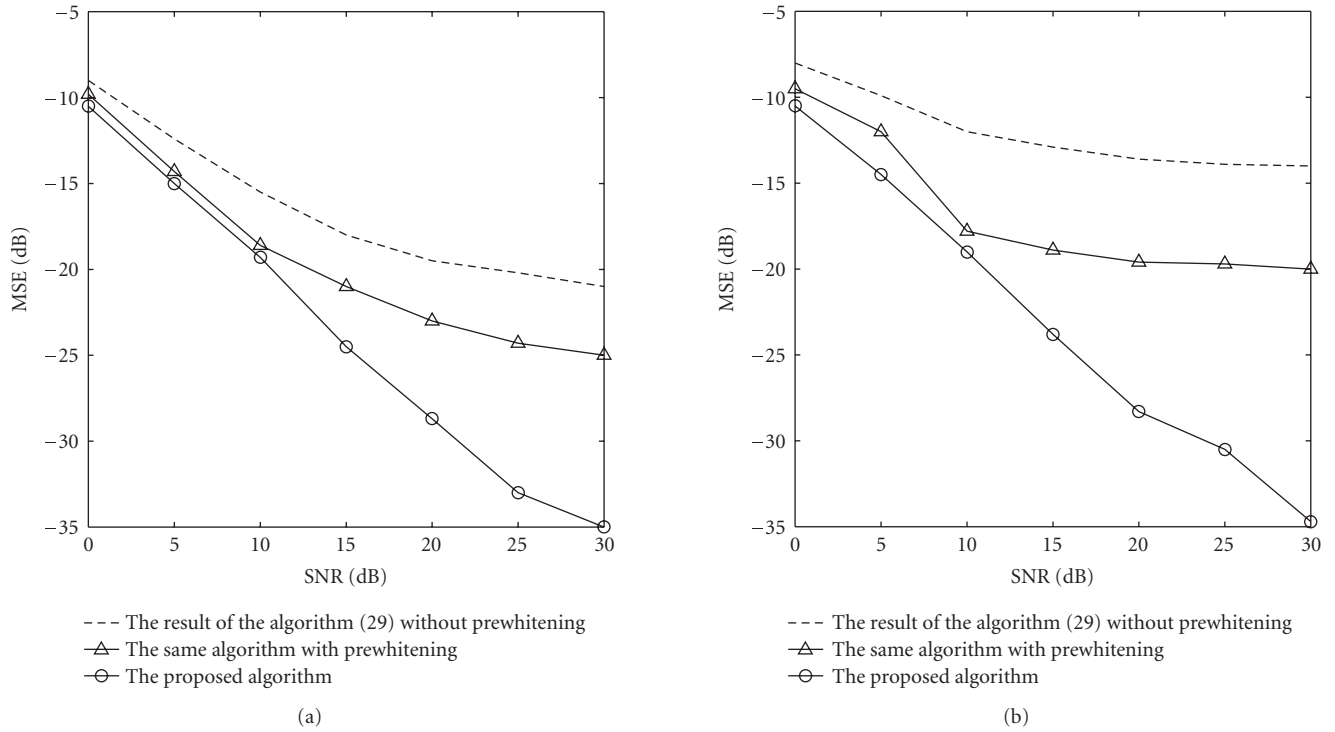 −5
−10
−15
−20
−25
−30
−35
MSE (dB)
0 5 10 15 20 25 30
SNR (dB)
The result of the algorithm (29) without prewhitening
The same algorithm with prewhitening
The proposed algorithm
(a)
−5
−10
−15
−20
−25
−30
−35
MSE (dB)
0 5 10 15 20 25 30
SNR (dB)
The result of the algorithm (29) without prewhitening
The same algorithm with prewhitening
The proposed algorithm
(b)